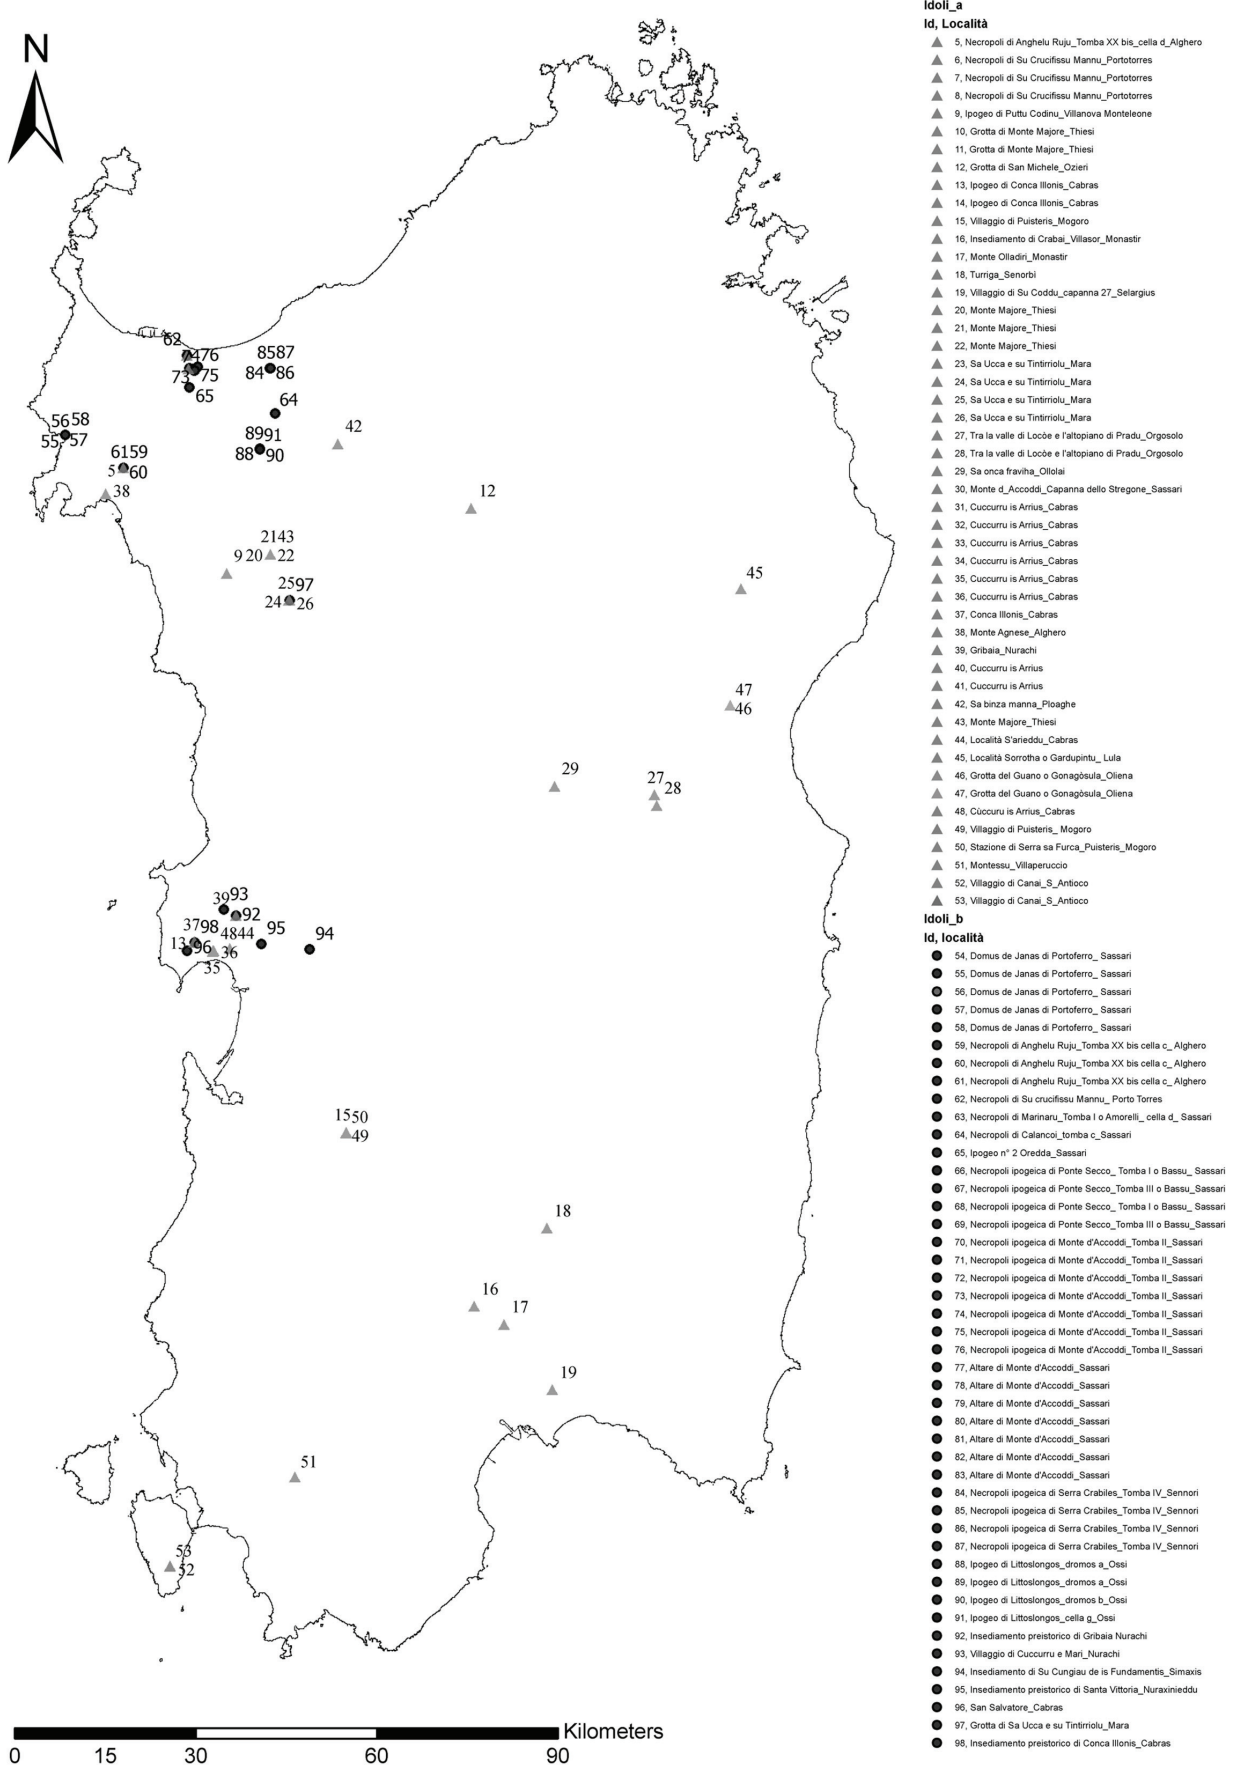 N
62
7476
73
75
65
8587
84
86
64
8991
88
90
42
5658
55
57
6159
5
60
38
12
2143
9
20
22
2597
24
26
45
47
46
29
27
28
3993
92
3798
4844
13
96
36
35
95
94
1550
49
18
16
17
19
51
53
52
Kilometers
0
15
30
60
90
Idoli_a
Id, Località
5, Necropoli di Anghelu Ruju_Tomba XX bis_cella d_Alghero
6, Necropoli di Su Crucifissu Mannu_Portotorres
7, Necropoli di Su Crucifissu Mannu_Portotorres
8, Necropoli di Su Crucifissu Mannu_Portotorres
9, Ipogeo di Puttu Codinu_Villanova Monteleone
10, Grotta di Monte Majore_Thiesi
11, Grotta di Monte Majore_Thiesi
12, Grotta di San Michele_Ozieri
13, Ipogeo di Conca Illonis_Cabras
14, Ipogeo di Conca Illonis_Cabras
15, Villaggio di Puisteris_Mogoro
16, Insediamento di Crabai_Villasor_Monastir
17, Monte Olladiri_Monastir
18, Turriga_Senorbì
19, Villaggio di Su Coddu_capanna 27_Selargius
20, Monte Majore_Thiesi
21, Monte Majore_Thiesi
22, Monte Majore_Thiesi
23, Sa Ucca e su Tintirriolu_Mara
24, Sa Ucca e su Tintirriolu_Mara
25, Sa Ucca e su Tintirriolu_Mara
26, Sa Ucca e su Tintirriolu_Mara
27, Tra la valle di Locòe e l'altopiano di Pradu_Orgosolo
28, Tra la valle di Locòe e l'altopiano di Pradu_Orgosolo
29, Sa onca fraviha_Ollolai
30, Monte d_Accoddi_Capanna dello Stregone_Sassari
31, Cuccurru is Arrius_Cabras
32, Cuccurru is Arrius_Cabras
33, Cuccurru is Arrius_Cabras
34, Cuccurru is Arrius_Cabras
35, Cuccurru is Arrius_Cabras
36, Cuccurru is Arrius_Cabras
37, Conca Illonis_Cabras
38, Monte Agnese_Alghero
39, Gribaia_Nurachi
40, Cuccurru is Arrius
41, Cuccurru is Arrius
42, Sa binza manna_Ploaghe
43, Monte Majore_Thiesi
44, Località S'arieddu_Cabras
45, Località Sorrotha o Gardupintu_ Lula
46, Grotta del Guano o Gonagòsula_Oliena
47, Grotta del Guano o Gonagòsula_Oliena
48, Cùccuru is Arrius_Cabras
49, Villaggio di Puisteris_ Mogoro
50, Stazione di Serra sa Furca_Puisteris_Mogoro
51, Montessu_Villaperuccio
52, Villaggio di Canai_S_Antioco
53, Villaggio di Canai_S_Antioco
Idoli_b
Id, località
54, Domus de Janas di Portoferro_ Sassari
55, Domus de Janas di Portoferro_ Sassari
56, Domus de Janas di Portoferro_ Sassari
57, Domus de Janas di Portoferro_ Sassari
58, Domus de Janas di Portoferro_ Sassari
59, Necropoli di Anghelu Ruju_Tomba XX bis cella c_ Alghero
60, Necropoli di Anghelu Ruju_Tomba XX bis cella c_ Alghero
61, Necropoli di Anghelu Ruju_Tomba XX bis cella c_ Alghero
62, Necropoli di Su crucifissu Mannu_ Porto Torres
63, Necropoli di Marinaru_Tomba I o Amorelli_ cella d_ Sassari
64, Necropoli di Calancoi_tomba c_Sassari
65, Ipogeo n° 2 Oredda_Sassari
66, Necropoli ipogeica di Ponte Secco_ Tomba I o Bassu_ Sassari
67, Necropoli ipogeica di Ponte Secco_Tomba III o Bassu_Sassari
68, Necropoli ipogeica di Ponte Secco_ Tomba I o Bassu_ Sassari
69, Necropoli ipogeica di Ponte Secco_Tomba III o Bassu_Sassari
70, Necropoli ipogeica di Monte d'Accoddi_Tomba II_Sassari
71, Necropoli ipogeica di Monte d'Accoddi_Tomba II_Sassari
72, Necropoli ipogeica di Monte d'Accoddi_Tomba II_Sassari
73, Necropoli ipogeica di Monte d'Accoddi_Tomba II_Sassari
74, Necropoli ipogeica di Monte d'Accoddi_Tomba II_Sassari
75, Necropoli ipogeica di Monte d'Accoddi_Tomba II_Sassari
76, Necropoli ipogeica di Monte d'Accoddi_Tomba II_Sassari
77, Altare di Monte d'Accoddi_Sassari
78, Altare di Monte d'Accoddi_Sassari
79, Altare di Monte d'Accoddi_Sassari
80, Altare di Monte d'Accoddi_Sassari
81, Altare di Monte d'Accoddi_Sassari
82, Altare di Monte d'Accoddi_Sassari
83, Altare di Monte d'Accoddi_Sassari
84, Necropoli ipogeica di Serra Crabiles_Tomba IV_Sennori
85, Necropoli ipogeica di Serra Crabiles_Tomba IV_Sennori
86, Necropoli ipogeica di Serra Crabiles_Tomba IV_Sennori
87, Necropoli ipogeica di Serra Crabiles_Tomba IV_Sennori
88, Ipogeo di Littoslongos_dromos a_Ossi
89, Ipogeo di Littoslongos_dromos a_Ossi
90, Ipogeo di Littoslongos_dromos b_Ossi
91, Ipogeo di Littoslongos_cella g_Ossi
92, Insediamento preistorico di Gribaia Nurachi
93, Villaggio di Cuccurru e Mari_Nurachi
94, Insediamento di Su Cungiau de is Fundamentis_Simaxis
95, Insediamento preistorico di Santa Vittoria_Nuraxinieddu
96, San Salvatore_Cabras
97, Grotta di Sa Ucca e su Tintirriolu_Mara
98, Insediamento preistorico di Conca Illonis_Cabras